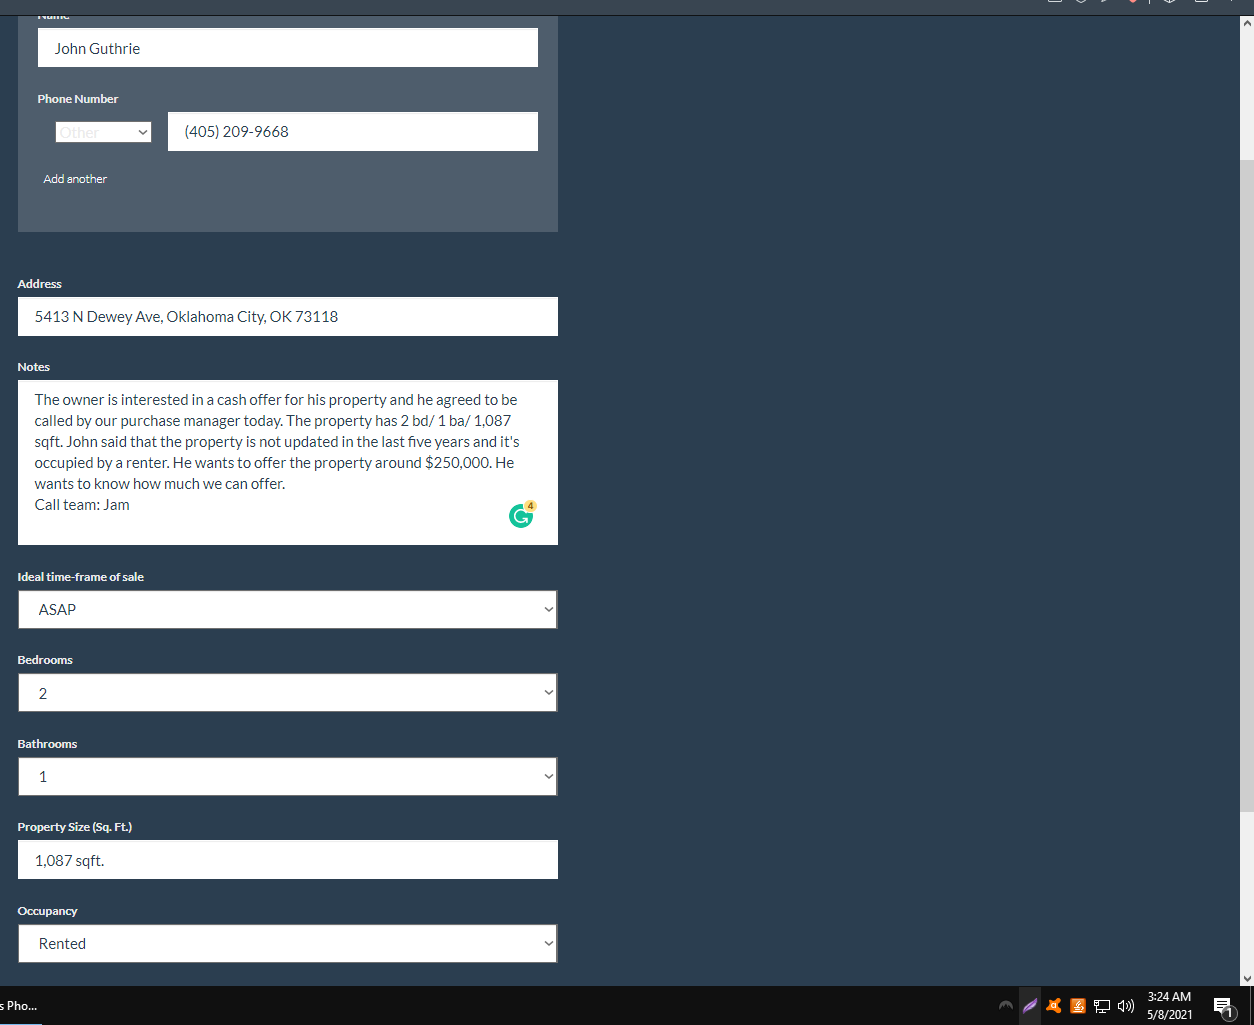 Name
John Guthrie
Phone Number
Other
(405) 209-9668
Add another
Address
5413 N Dewey Ave, Oklahoma City, OK 73118
Notes
The owner is interested in a cash offer for his property and he agreed to be
called by our purchase manager today. The property has 2 bd/ 1 ba/ 1,087
sqft. John said that the property is not updated in the last five years and it's
occupied by a renter. He wants to offer the property around $250,000. He
wants to know how much we can offer.
Call team: Jam
4
Ideal time-frame of sale
ASAP
Bedrooms
2
Bathrooms
1
Property Size (Sq. Ft.)
1,087 sqft.
Occupancy
Rented
s Pho...
3:24 AM
5/8/2021
1